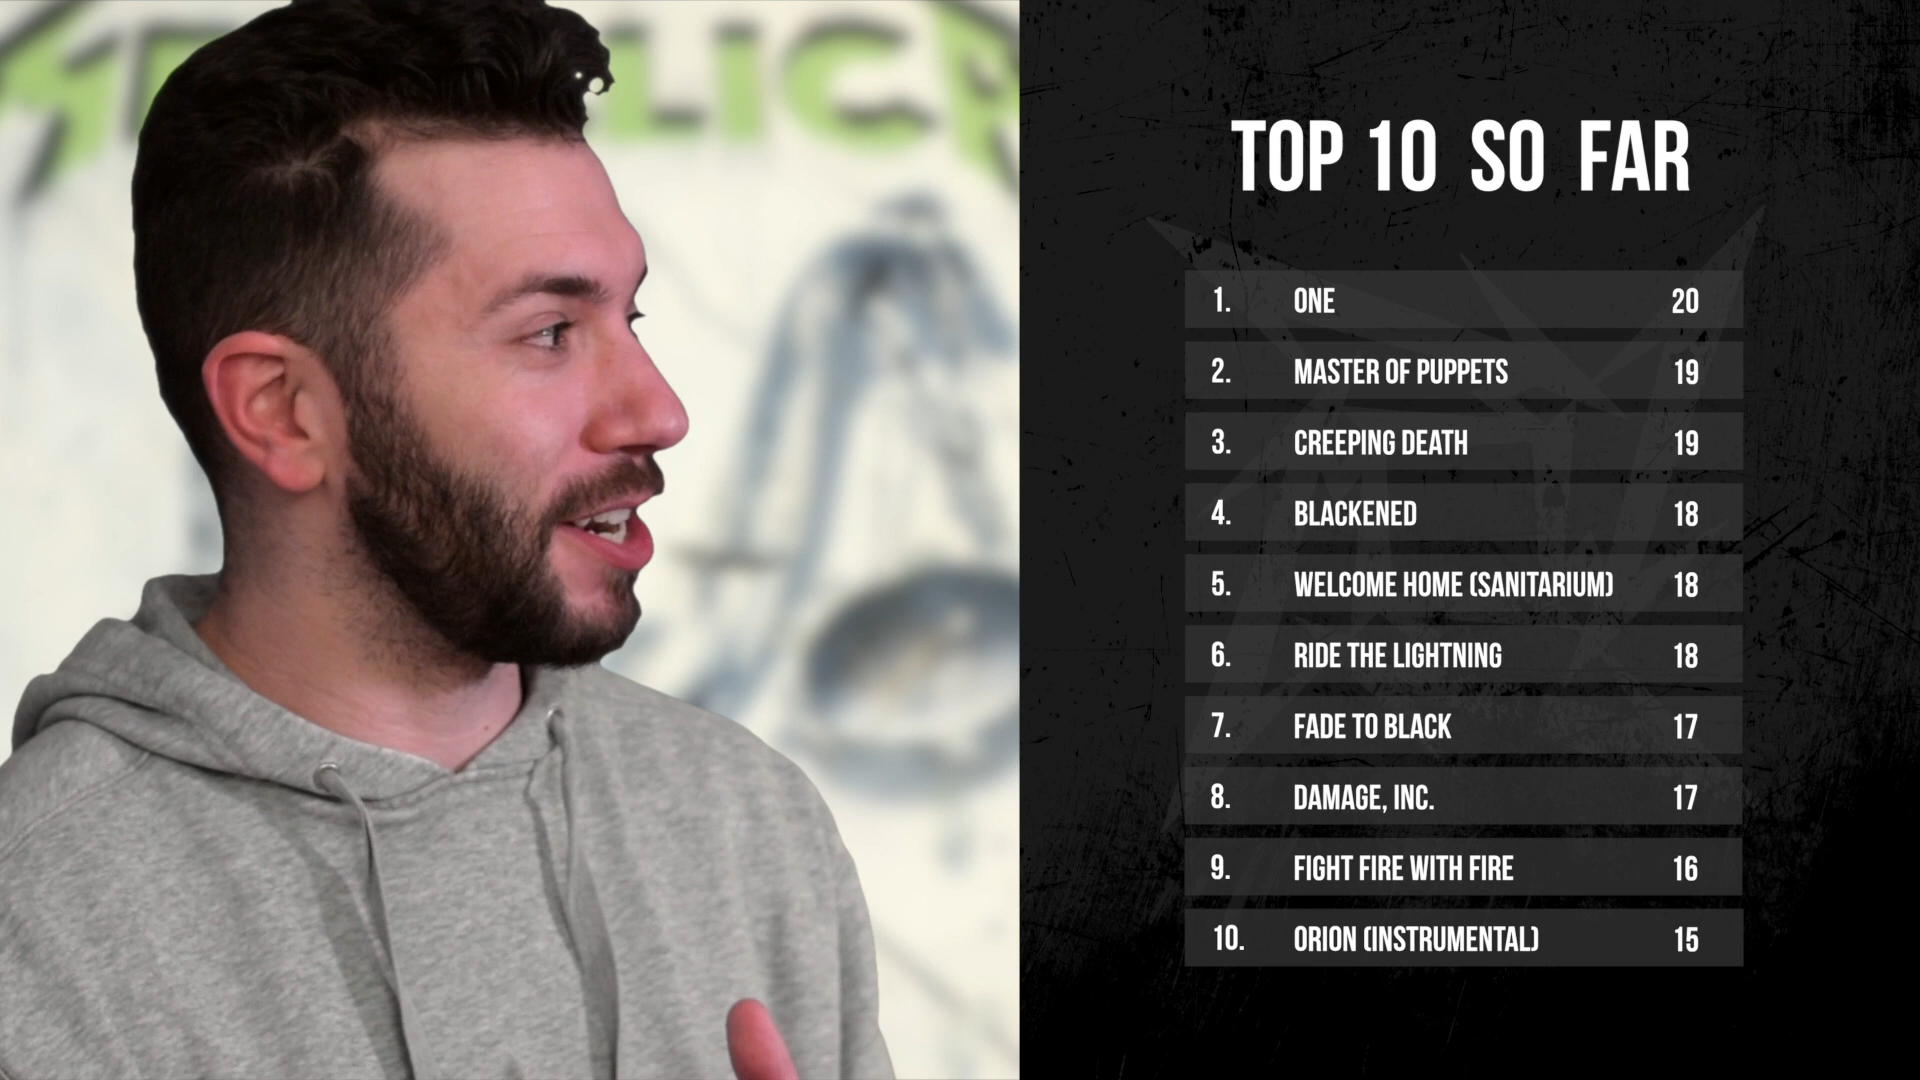 METALLICA
TOP 10 SO FAR
1. ONE 20
2. MASTER OF PUPPETS 19
3. CREEPING DEATH 19
4. BLACKENED 18
5. WELCOME HOME (SANITARIUM) 18
6. RIDE THE LIGHTNING 18
7. FADE TO BLACK 17
8. DAMAGE, INC. 17
9. FIGHT FIRE WITH FIRE 16
10. ORION (INSTRUMENTAL) 15